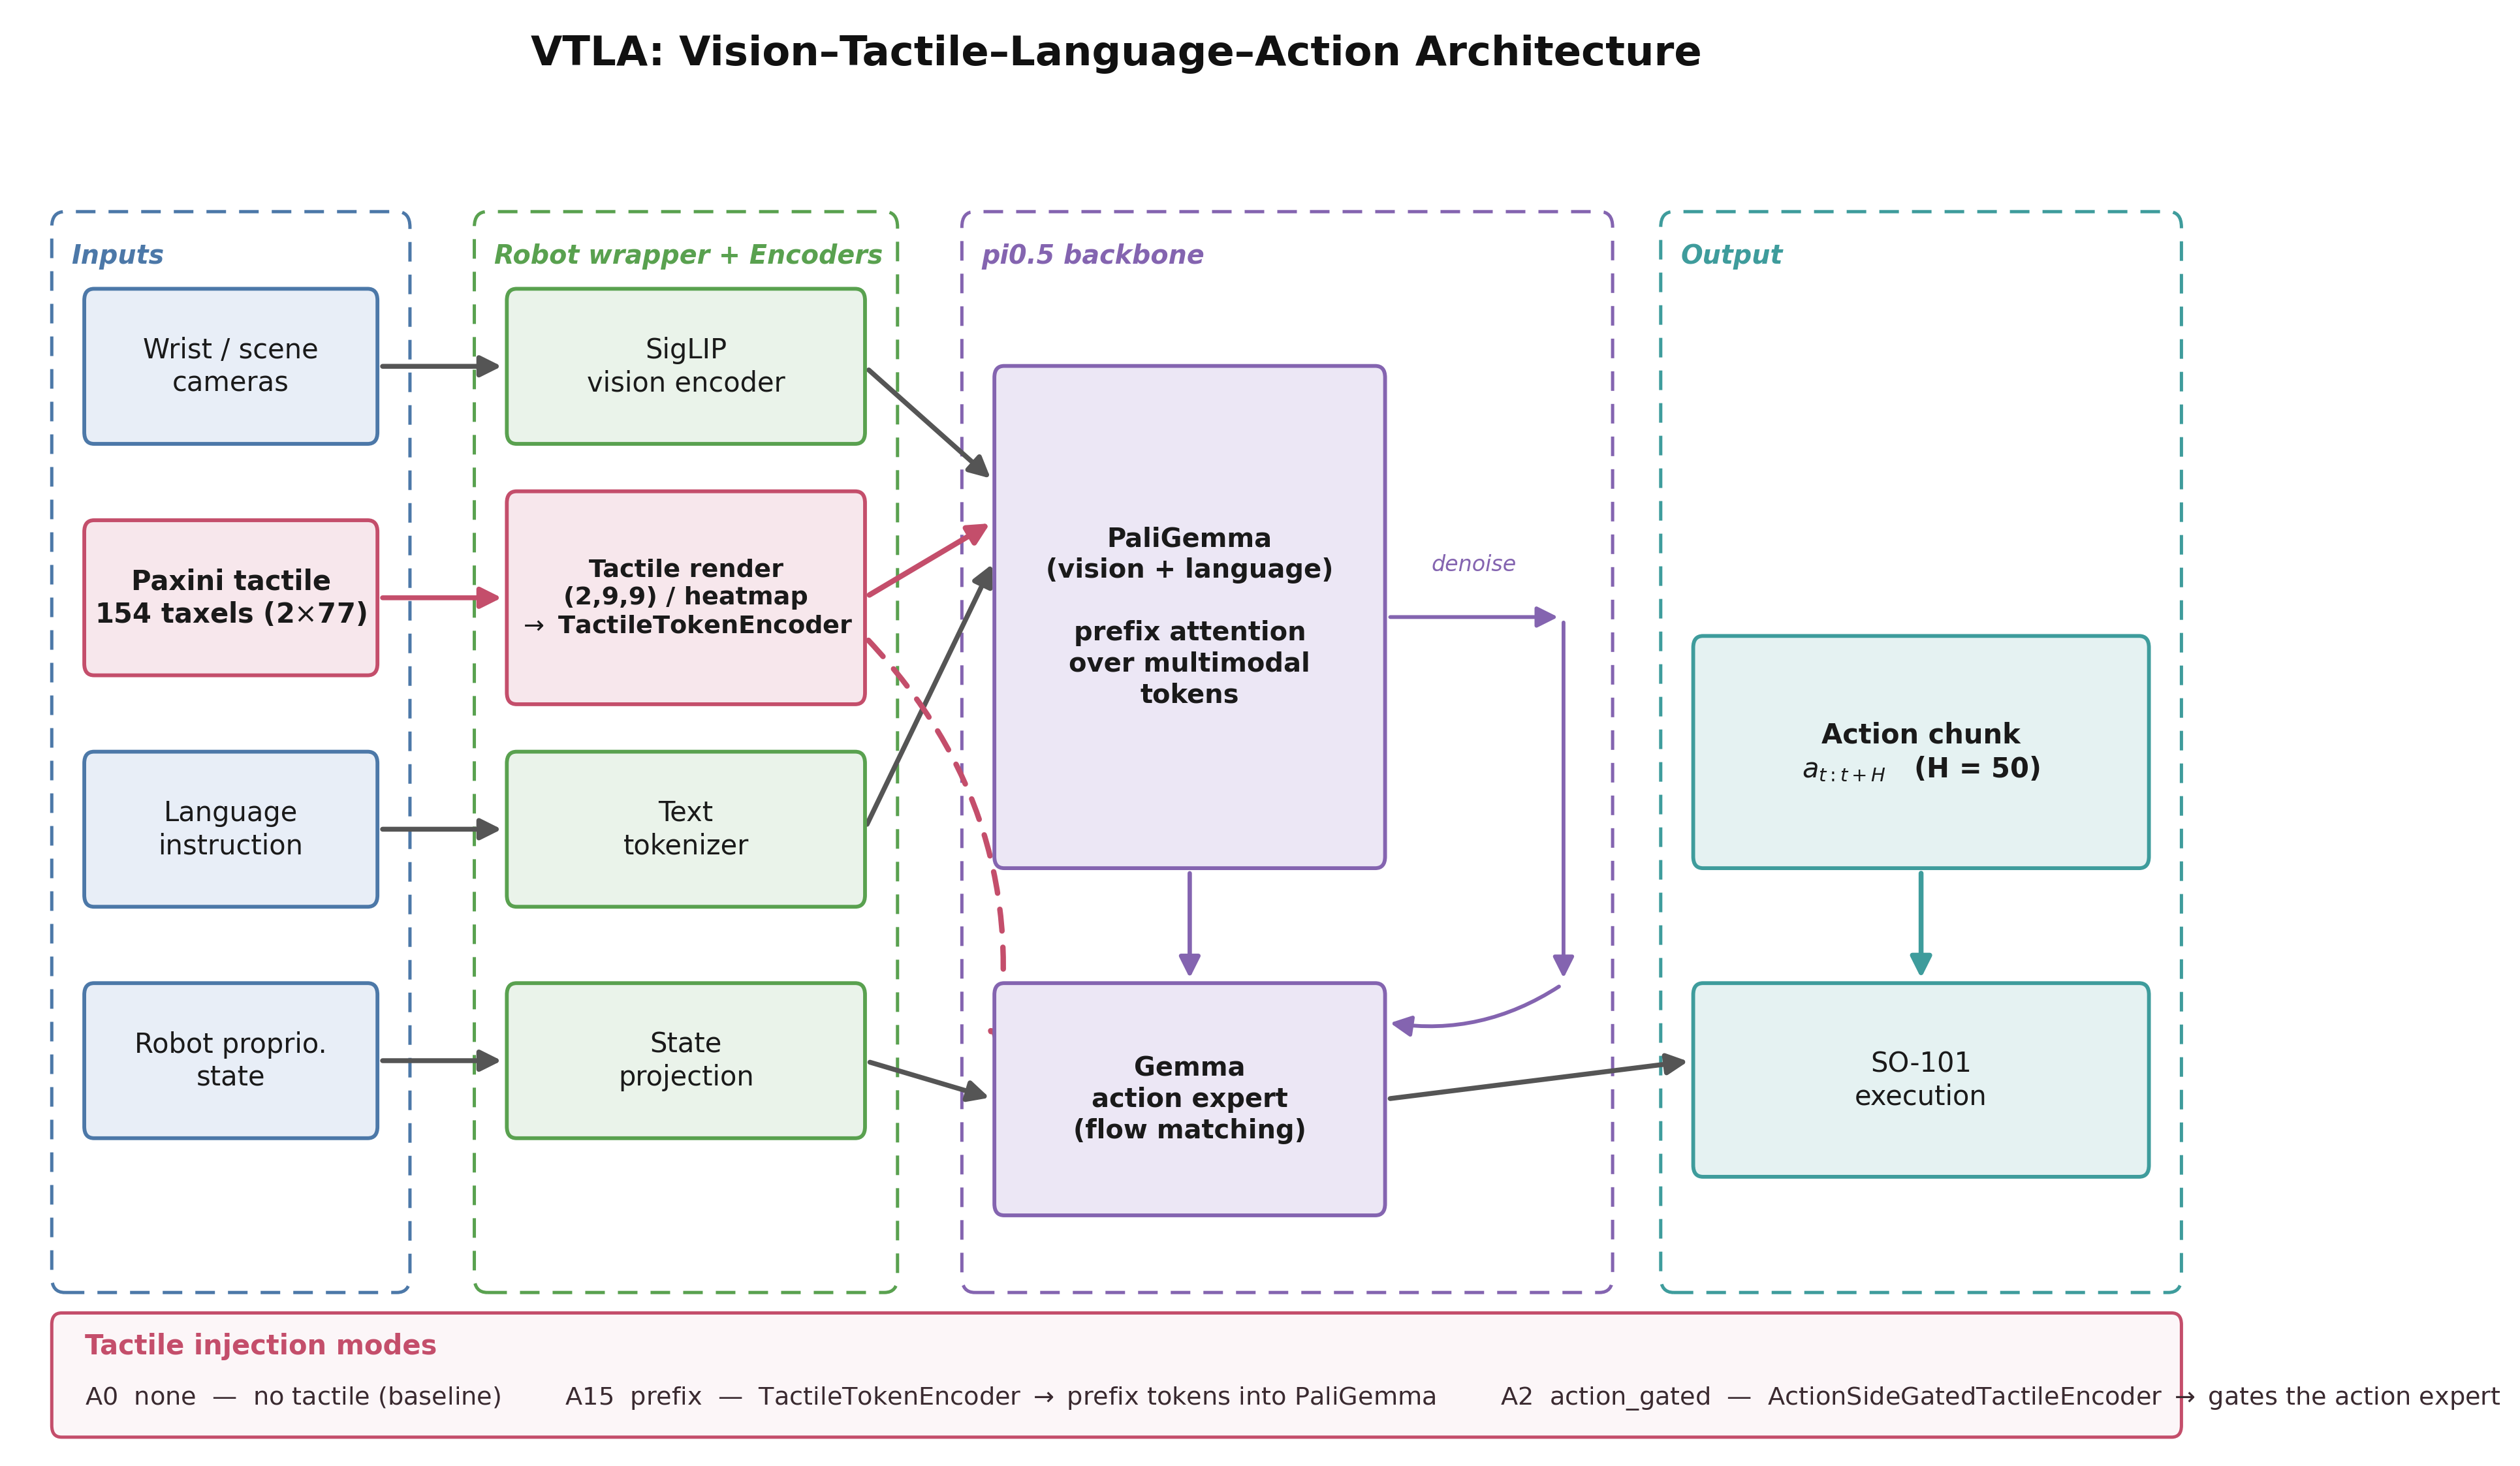 VTLA: Vision–Tactile–Language–Action Architecture
Inputs
Wrist / scene
cameras
Paxini tactile
154 taxels (2×77)
Language
instruction
Robot proprio.
state
Robot wrapper + Encoders
SigLIP
vision encoder
Tactile render
(2,9,9) / heatmap
→ TactileTokenEncoder
Text
tokenizer
State
projection
pi0.5 backbone
PaliGemma
(vision + language)
prefix attention
over multimodal
tokens
denoise
Gemma
action expert
(flow matching)
Output
Action chunk
a_{t:t+H} (H = 50)
SO-101
execution
Tactile injection modes
A0 none — no tactile (baseline) A15 prefix — TactileTokenEncoder → prefix tokens into PaliGemma A2 action_gated — ActionSideGatedTactileEncoder → gates the action expert